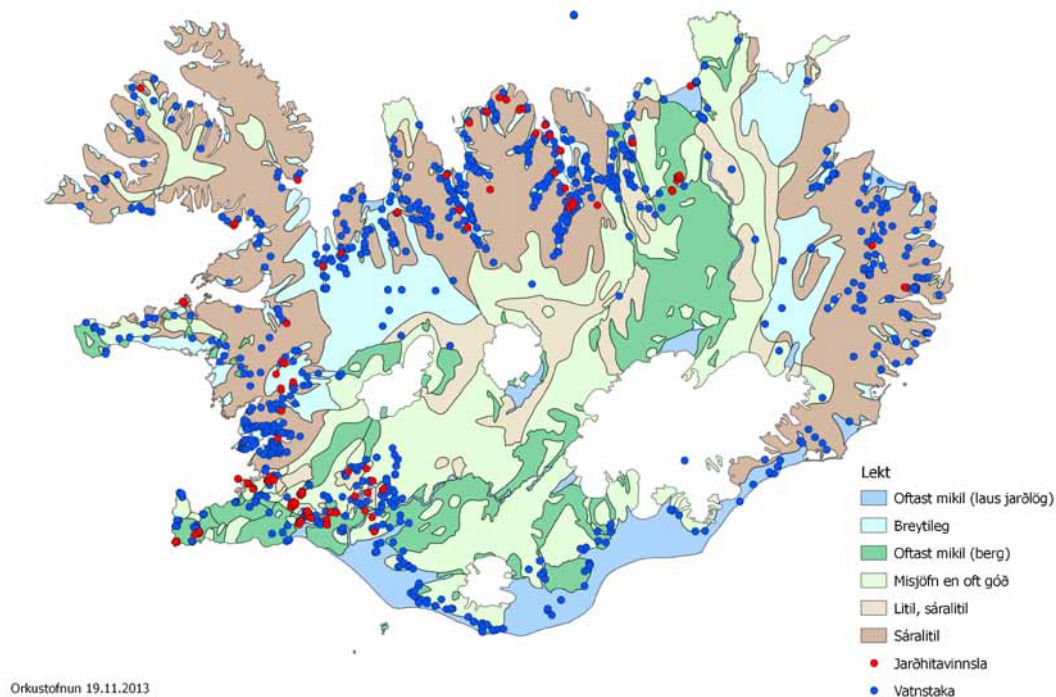 Lekt
Oftast mikil (laus jarðlög)
Breytileg
Oftast mikil (berg)
Misjöfn en oft góð
Lítil, sáralítil
Sáralítil
Jarðhitavinnsla
Vatnstaka
Orkustofnun 19.11.2013